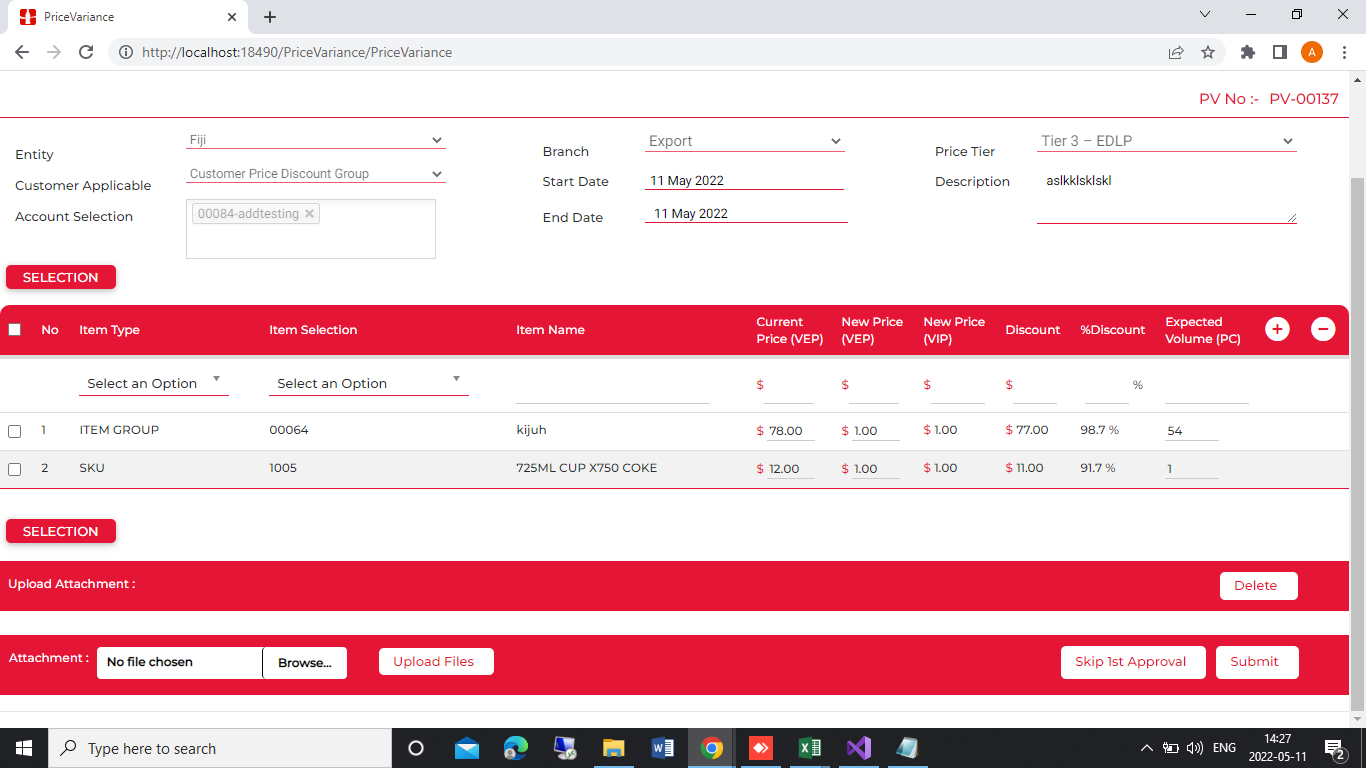 PriceVariance
http://localhost:18490/PriceVariance/PriceVariance
A
PV No :- PV-00137
Entity Fiji Branch Export Price Tier Tier 3 – EDLP
Customer Applicable Customer Price Discount Group Start Date 11 May 2022 Description aslkklsklskl
Account Selection 00084-addtesting × End Date 11 May 2022
SELECTION
No Item Type Item Selection Item Name Current Price (VEP) New Price (VEP) New Price (VIP) Discount %Discount Expected Volume (PC) + −
Select an Option Select an Option $ $ $ $ %
1 ITEM GROUP 00064 kijuh $ 78.00 $ 1.00 $ 1.00 $ 77.00 98.7 % 54
2 SKU 1005 725ML CUP X750 COKE $ 12.00 $ 1.00 $ 1.00 $ 11.00 91.7 % 1
SELECTION
Upload Attachment : Delete
Attachment : No file chosen Browse... Upload Files Skip 1st Approval Submit
Type here to search ENG 14:27
2022-05-11 2